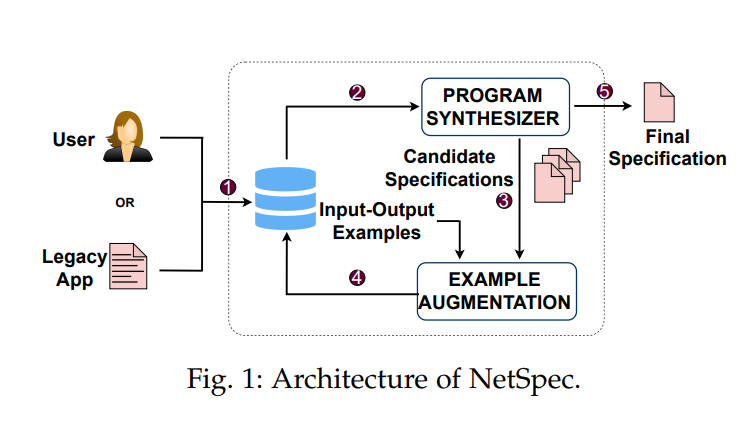 2
PROGRAM
SYNTHESIZER
5
User
Final
Specification
Candidate
Specifications
1
OR
3
Input-Output
Examples
Legacy
App
4
EXAMPLE
AUGMENTATION
Fig. 1: Architecture of NetSpec.